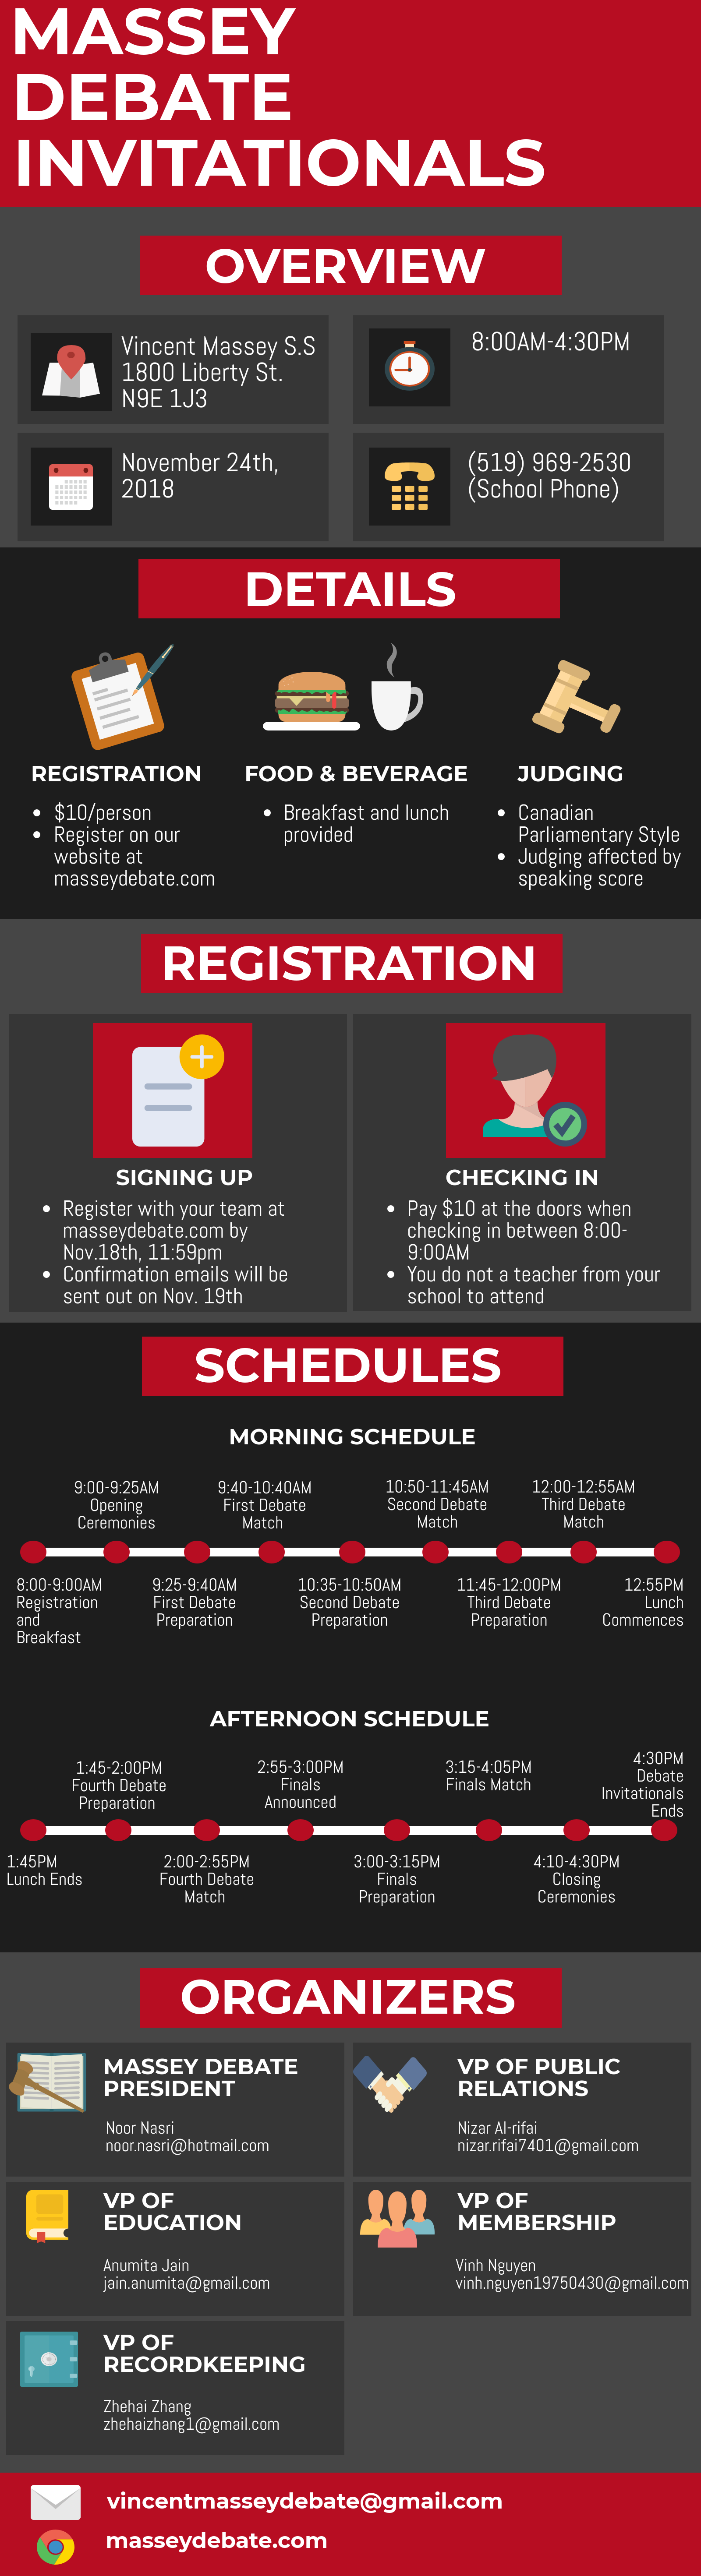 MASSEY
DEBATE
INVITATIONALS
OVERVIEW
Vincent Massey S.S
1800 Liberty St.
N9E 1J3
8:00AM-4:30PM
November 24th,
2018
(519) 969-2530
(School Phone)
DETAILS
REGISTRATION
• $10/person
• Register on our
website at
masseydebate.com
FOOD & BEVERAGE
• Breakfast and lunch
provided
JUDGING
• Canadian
Parliamentary Style
• Judging affected by
speaking score
REGISTRATION
SIGNING UP
• Register with your team at
masseydebate.com by
Nov.18th, 11:59pm
• Confirmation emails will be
sent out on Nov. 19th
CHECKING IN
• Pay $10 at the doors when
checking in between 8:00-
9:00AM
• You do not a teacher from your
school to attend
SCHEDULES
MORNING SCHEDULE
8:00-9:00AM
Registration
and
Breakfast
9:00-9:25AM
Opening
Ceremonies
9:25-9:40AM
First Debate
Preparation
9:40-10:40AM
First Debate
Match
10:35-10:50AM
Second Debate
Preparation
10:50-11:45AM
Second Debate
Match
11:45-12:00PM
Third Debate
Preparation
12:00-12:55AM
Third Debate
Match
12:55PM
Lunch
Commences
AFTERNOON SCHEDULE
1:45PM
Lunch Ends
1:45-2:00PM
Fourth Debate
Preparation
2:00-2:55PM
Fourth Debate
Match
2:55-3:00PM
Finals
Announced
3:00-3:15PM
Finals
Preparation
3:15-4:05PM
Finals Match
4:10-4:30PM
Closing
Ceremonies
4:30PM
Debate
Invitationals
Ends
ORGANIZERS
MASSEY DEBATE
PRESIDENT
Noor Nasri
noor.nasri@hotmail.com
VP OF PUBLIC
RELATIONS
Nizar Al-rifai
nizar.rifai7401@gmail.com
VP OF
EDUCATION
Anumita Jain
jain.anumita@gmail.com
VP OF
MEMBERSHIP
Vinh Nguyen
vinh.nguyen19750430@gmail.com
VP OF
RECORDKEEPING
Zhehai Zhang
zhehaizhang1@gmail.com
vincentmasseydebate@gmail.com
masseydebate.com